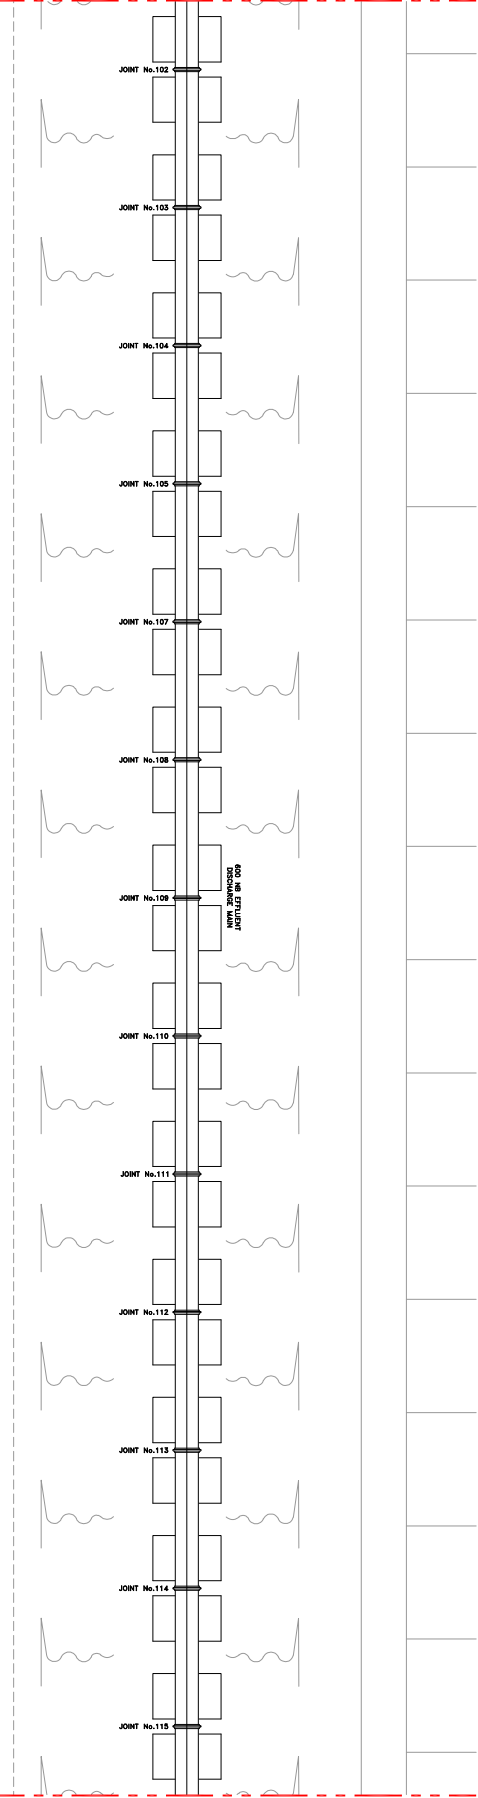 JOINT No.102
JOINT No.103
JOINT No.104
JOINT No.105
JOINT No.107
JOINT No.108
600 NB EFFLUENT
DISCHARGE MAIN
JOINT No.109
JOINT No.110
JOINT No.111
JOINT No.112
JOINT No.113
JOINT No.114
JOINT No.115